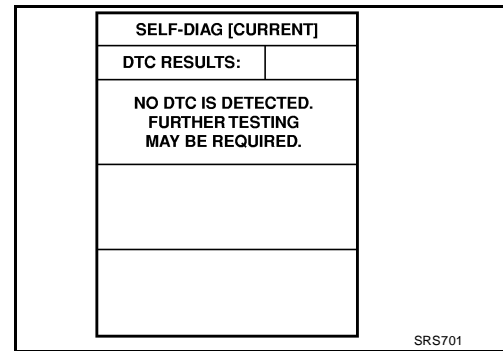 SELF-DIAG [CURRENT]
DTC RESULTS:
NO DTC IS DETECTED.
FURTHER TESTING
MAY BE REQUIRED.
SRS701